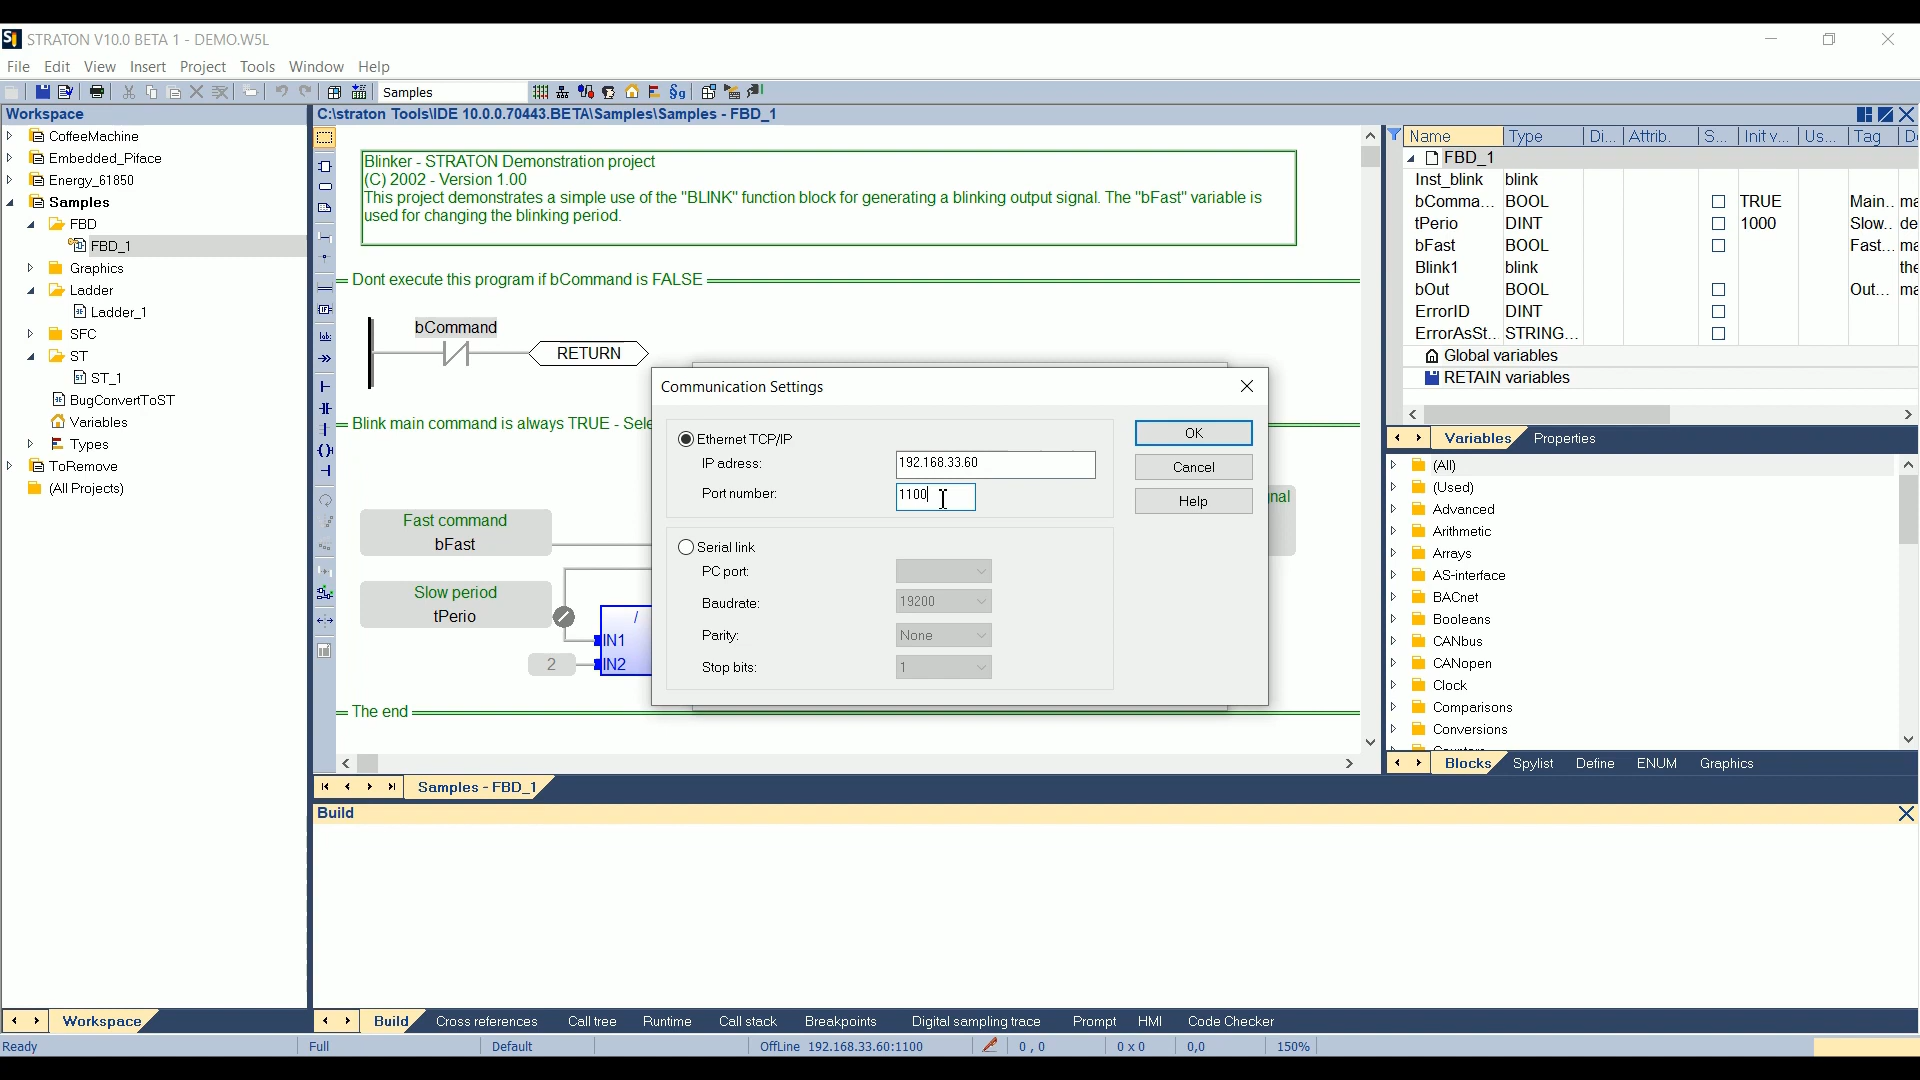 STRATON V10.0 BETA 1 - DEMO.W5L
File Edit View Insert Project Tools Window Help
Samples
Workspace
CoffeeMachine
Embedded_Piface
Energy_61850
Samples
FBD
FBD_1
Graphics
Ladder
Ladder_1
SFC
ST
ST_1
BugConvertToST
Variables
Types
ToRemove
(All Projects)
Workspace
C:\straton Tools\IDE 10.0.0.70443.BETA\Samples\Samples - FBD_1
Blinker - STRATON Demonstration project
(C) 2002 - Version 1.00
This project demonstrates a simple use of the "BLINK" function block for generating a blinking output signal. The "bFast" variable is
used for changing the blinking period.
Dont execute this program if bCommand is FALSE
bCommand
RETURN
Blink main command is always TRUE - Sele
Fast command
bFast
Slow period
tPerio
/
IN1
2 IN2
nal
The end
Communication Settings
Ethernet TCP/IP
IP adress: 192.168.33.60
Port number: 1100
Serial link
PC port:
Baudrate: 19200
Parity: None
Stop bits: 1
OK
Cancel
Help
Samples - FBD_1
Name Type Di... Attrib. S... Init v... Us... Tag De
FBD_1
Inst_blink blink
bComma... BOOL TRUE Main... ma
tPerio DINT 1000 Slow... de
bFast BOOL Fast... ma
Blink1 blink the
bOut BOOL Out... ma
ErrorID DINT
ErrorAsSt... STRING...
Global variables
RETAIN variables
Variables Properties
(All)
(Used)
Advanced
Arithmetic
Arrays
AS-interface
BACnet
Booleans
CANbus
CANopen
Clock
Comparisons
Conversions
Blocks Spylist Define ENUM Graphics
Build
Build Cross references Call tree Runtime Call stack Breakpoints Digital sampling trace Prompt HMI Code Checker
Ready Full Default OffLine 192.168.33.60:1100 0 , 0 0 x 0 0,0 150%